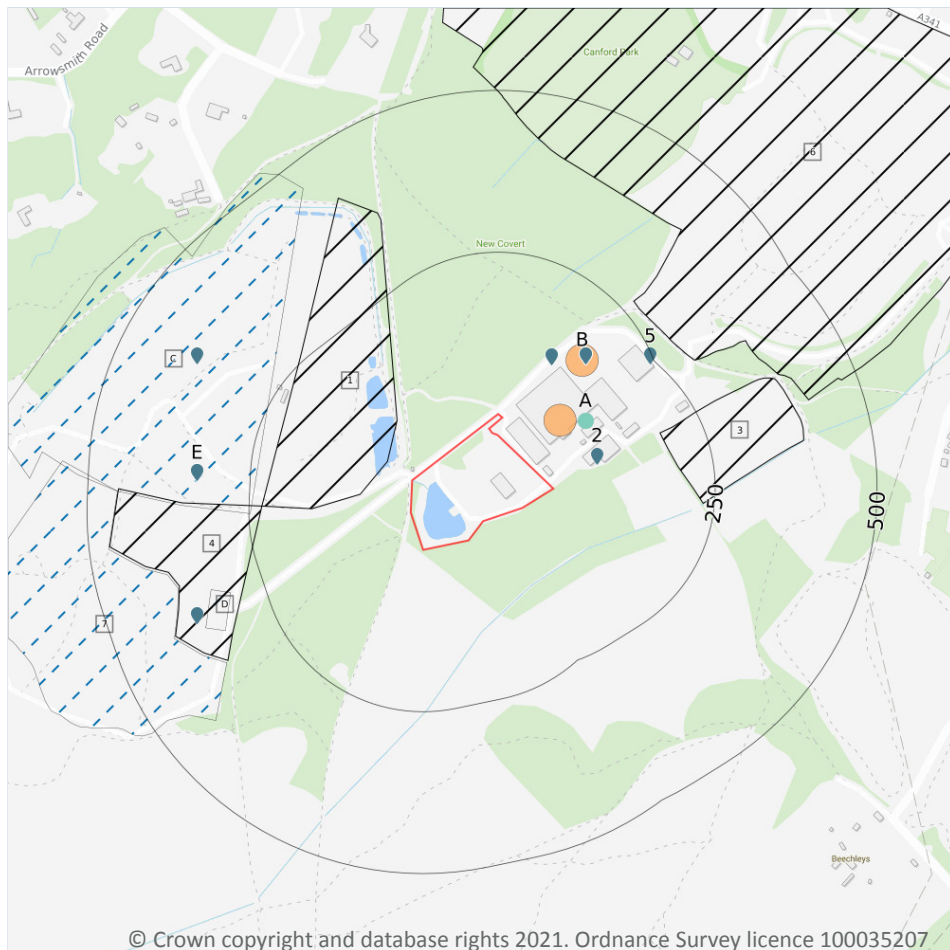 A341
Canford Park
Arrowsmith Road
6
New Covert
C
B
5
1
A
2
3
E
250
500
4
D
7
Beechleys
© Crown copyright and database rights 2021. Ordnance Survey licence 100035207